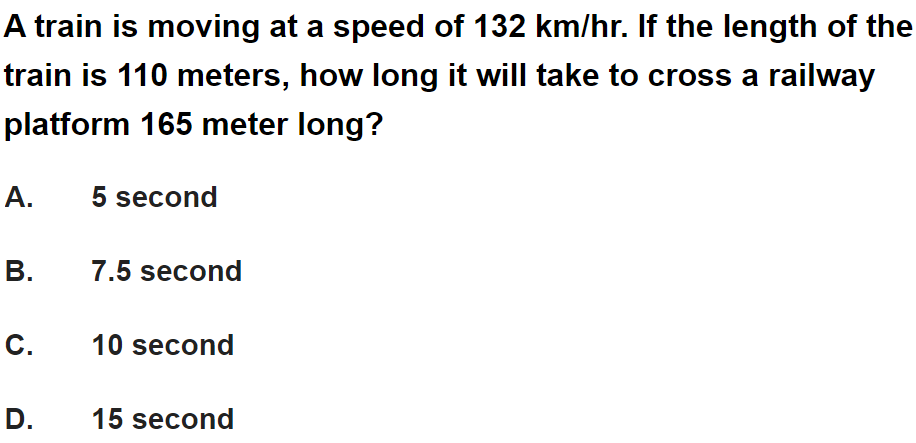 A train is moving at a speed of 132 km/hr. If the length of the
train is 110 meters, how long it will take to cross a railway
platform 165 meter long?
A. 5 second
B. 7.5 second
C. 10 second
D. 15 second